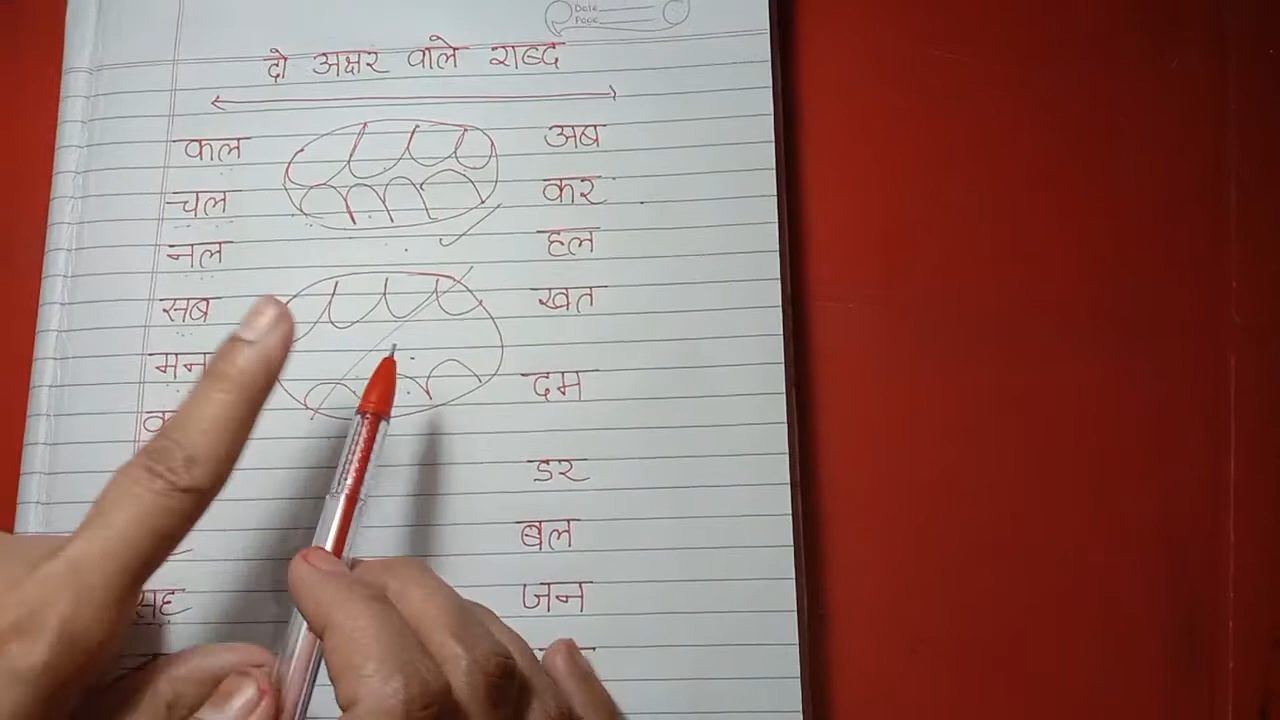 Date
Page
दो अक्षर वाले शब्द
कल
चल
नल
सब
मन
सह
अब
कर
हल
खत
दम
डर
बल
जन